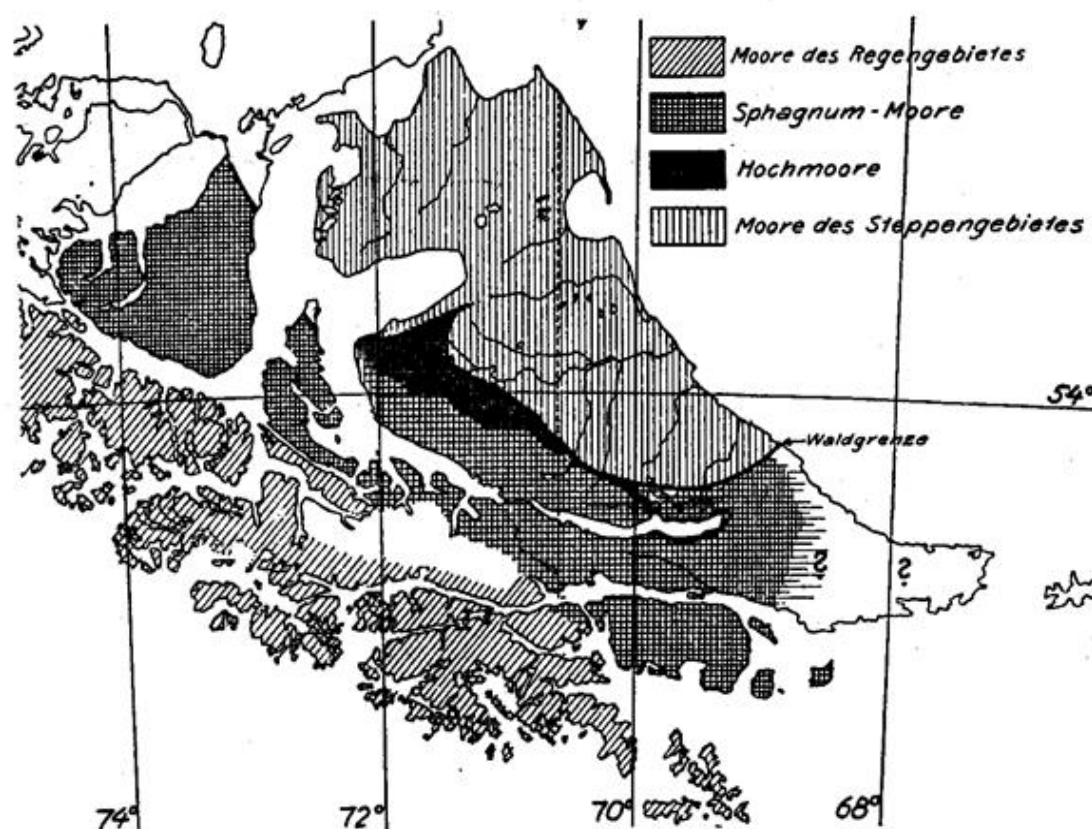 Moore des Regengebietes
Sphagnum-Moore
Hochmoore
Moore des Steppengebietes
54°
Waldgrenze
?
?
74°
72°
70°
68°